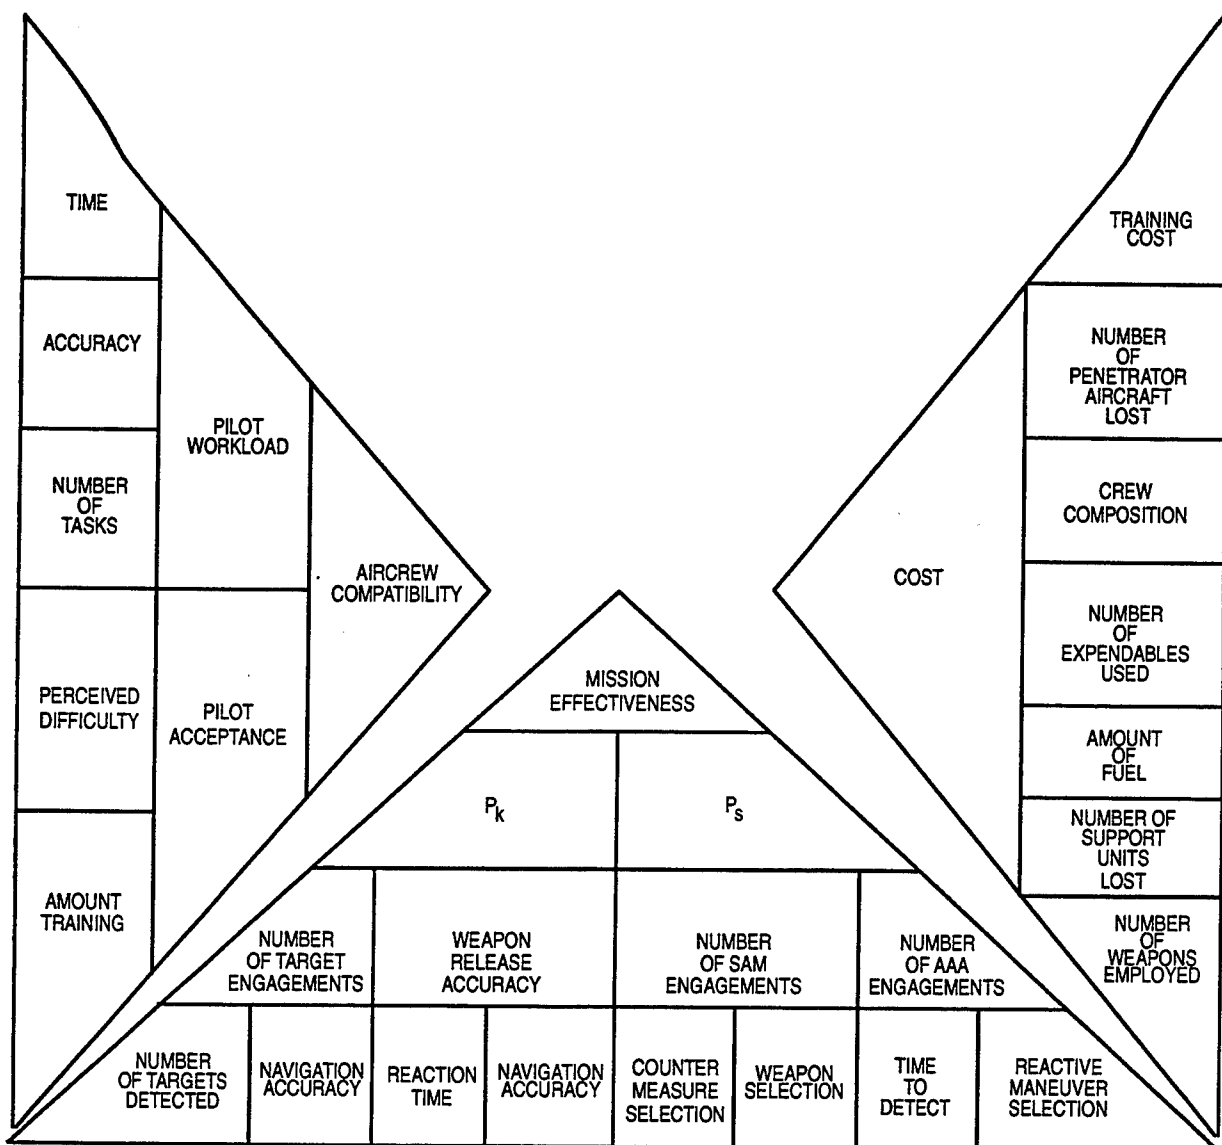 TIME
ACCURACY
NUMBER
OF
TASKS
PERCEIVED
DIFFICULTY
AMOUNT
TRAINING
PILOT
WORKLOAD
PILOT
ACCEPTANCE
AIRCREW
COMPATIBILITY
MISSION
EFFECTIVENESS
Pk
Ps
NUMBER
OF TARGET
ENGAGEMENTS
WEAPON
RELEASE
ACCURACY
NUMBER
OF SAM
ENGAGEMENTS
NUMBER
OF AAA
ENGAGEMENTS
NUMBER
OF TARGETS
DETECTED
NAVIGATION
ACCURACY
REACTION
TIME
NAVIGATION
ACCURACY
COUNTER
MEASURE
SELECTION
WEAPON
SELECTION
TIME
TO
DETECT
REACTIVE
MANEUVER
SELECTION
COST
TRAINING
COST
NUMBER
OF
PENETRATOR
AIRCRAFT
LOST
CREW
COMPOSITION
NUMBER
OF
EXPENDABLES
USED
AMOUNT
OF
FUEL
NUMBER OF
SUPPORT
UNITS
LOST
NUMBER
OF
WEAPONS
EMPLOYED